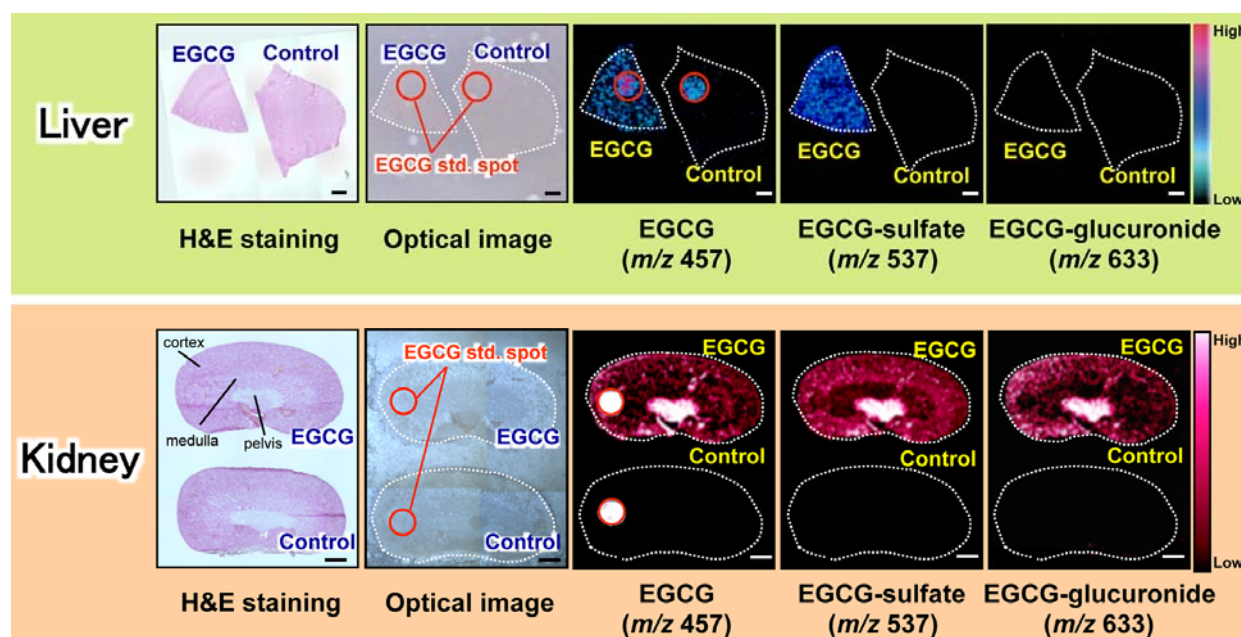 Liver
EGCG
Control
EGCG
Control
EGCG std. spot
EGCG
Control
EGCG
Control
EGCG
Control
High
Low
H&E staining
Optical image
EGCG
(m/z 457)
EGCG-sulfate
(m/z 537)
EGCG-glucuronide
(m/z 633)
Kidney
cortex
medulla
pelvis
EGCG
Control
EGCG std. spot
EGCG
Control
EGCG
Control
EGCG
Control
EGCG
Control
High
Low
H&E staining
Optical image
EGCG
(m/z 457)
EGCG-sulfate
(m/z 537)
EGCG-glucuronide
(m/z 633)